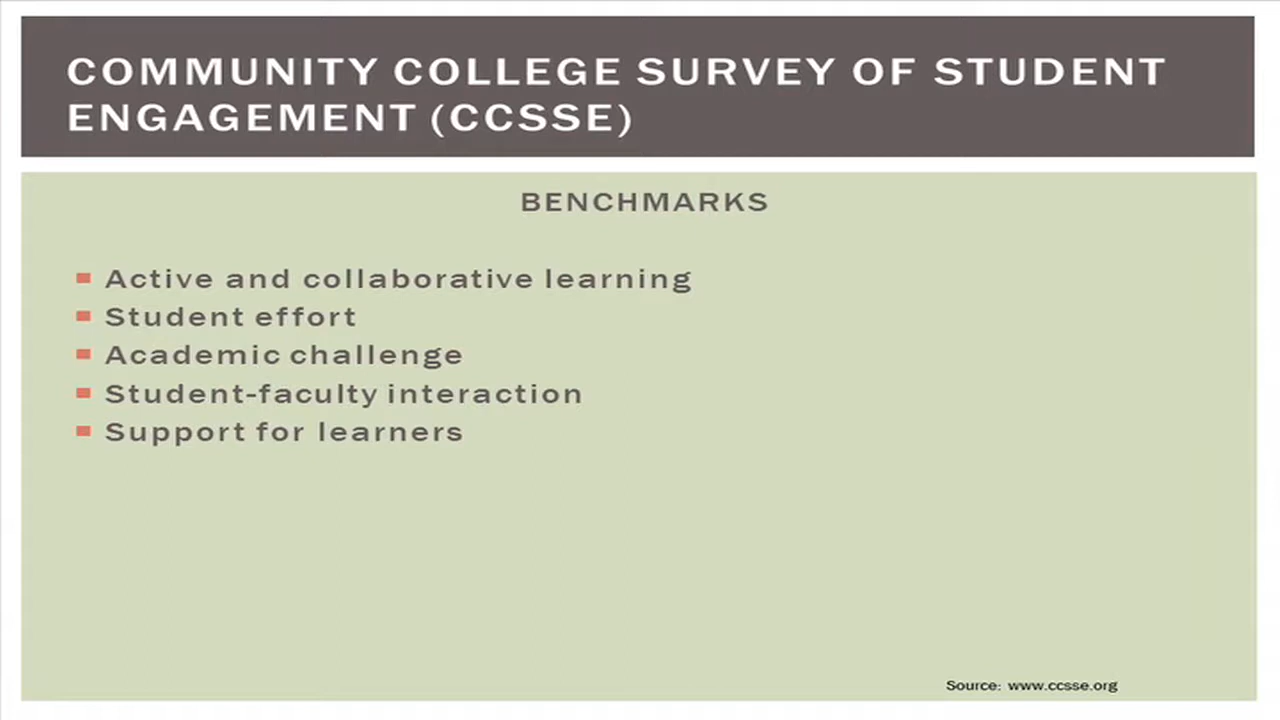 COMMUNITY COLLEGE SURVEY OF STUDENT
ENGAGEMENT (CCSSE)
BENCHMARKS
Active and collaborative learning
Student effort
Academic challenge
Student-faculty interaction
Support for learners
Source: www.ccsse.org